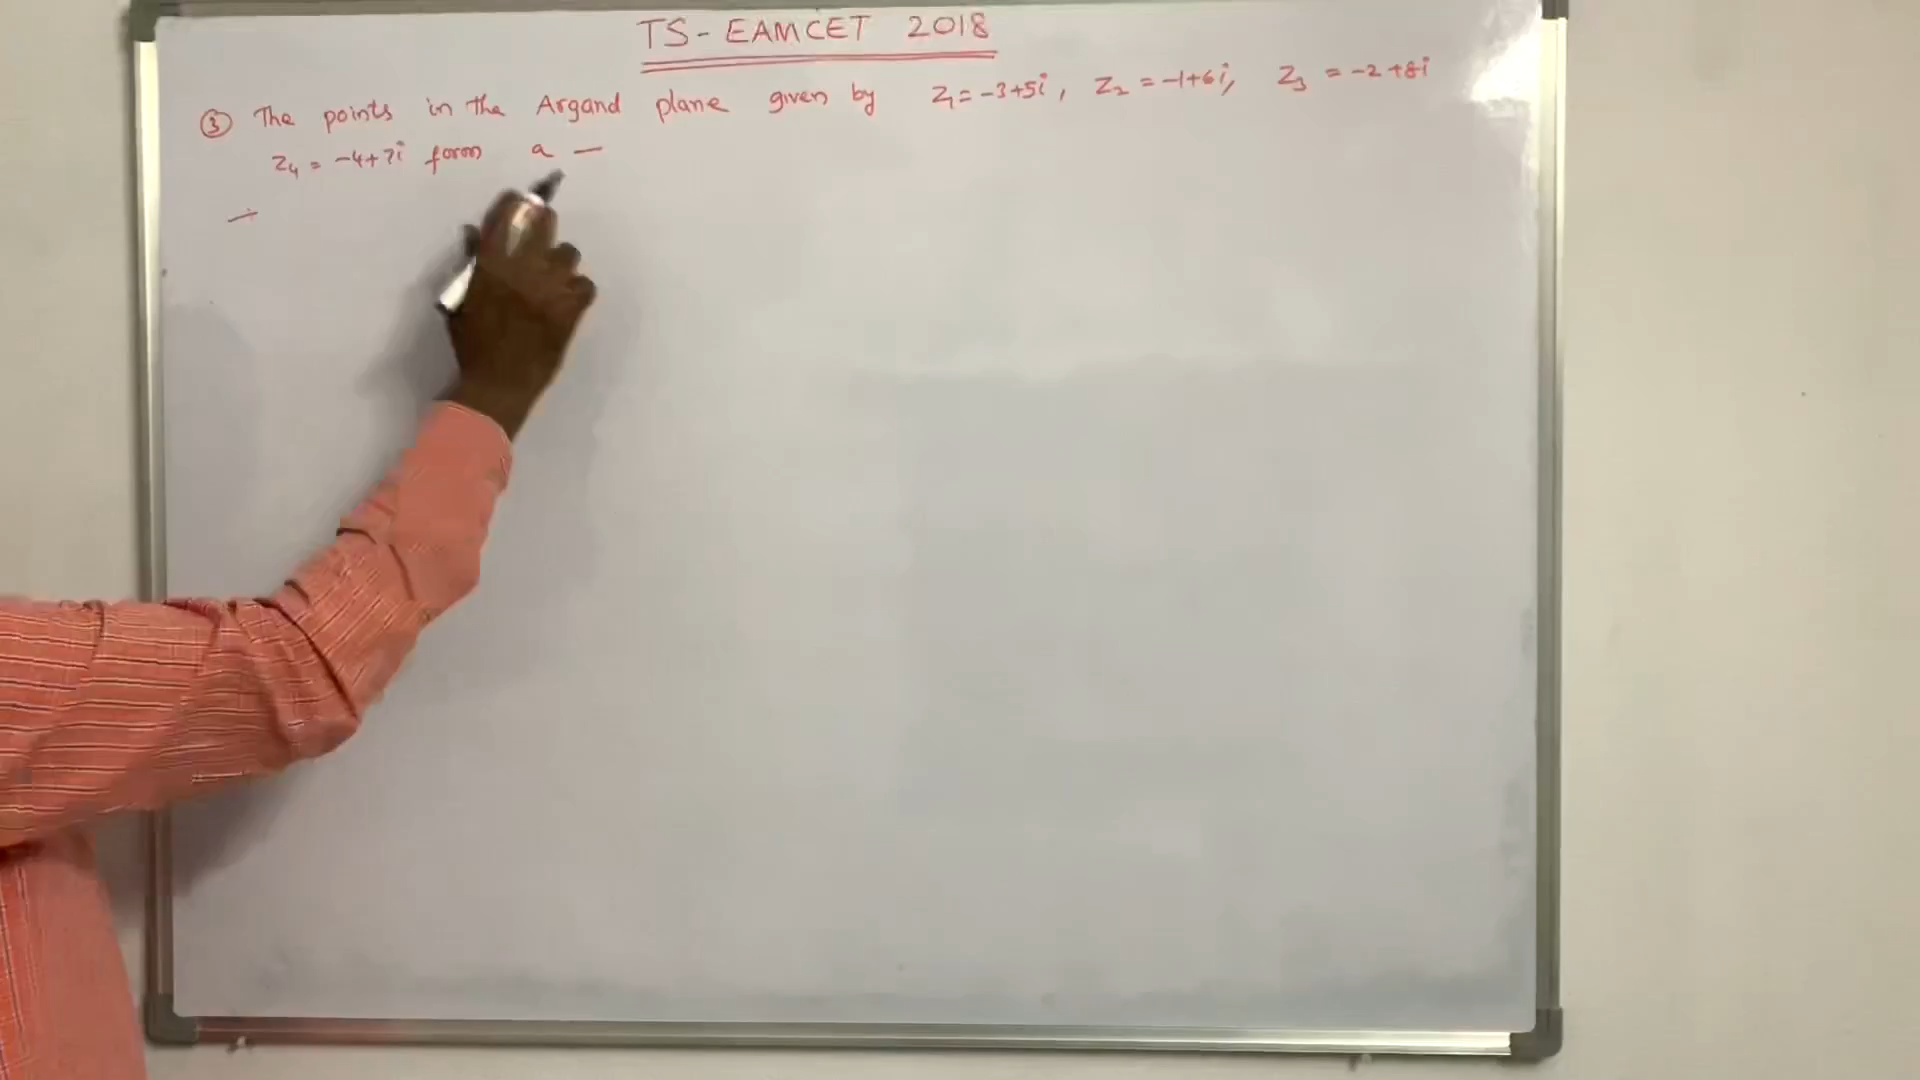 TS - EAMCET 2018
③ The points in the Argand plane given by Z₁ = -3+5i, Z₂ = -1+6i, Z₃ = -2+8i
Z₄ = -4+7i form a —